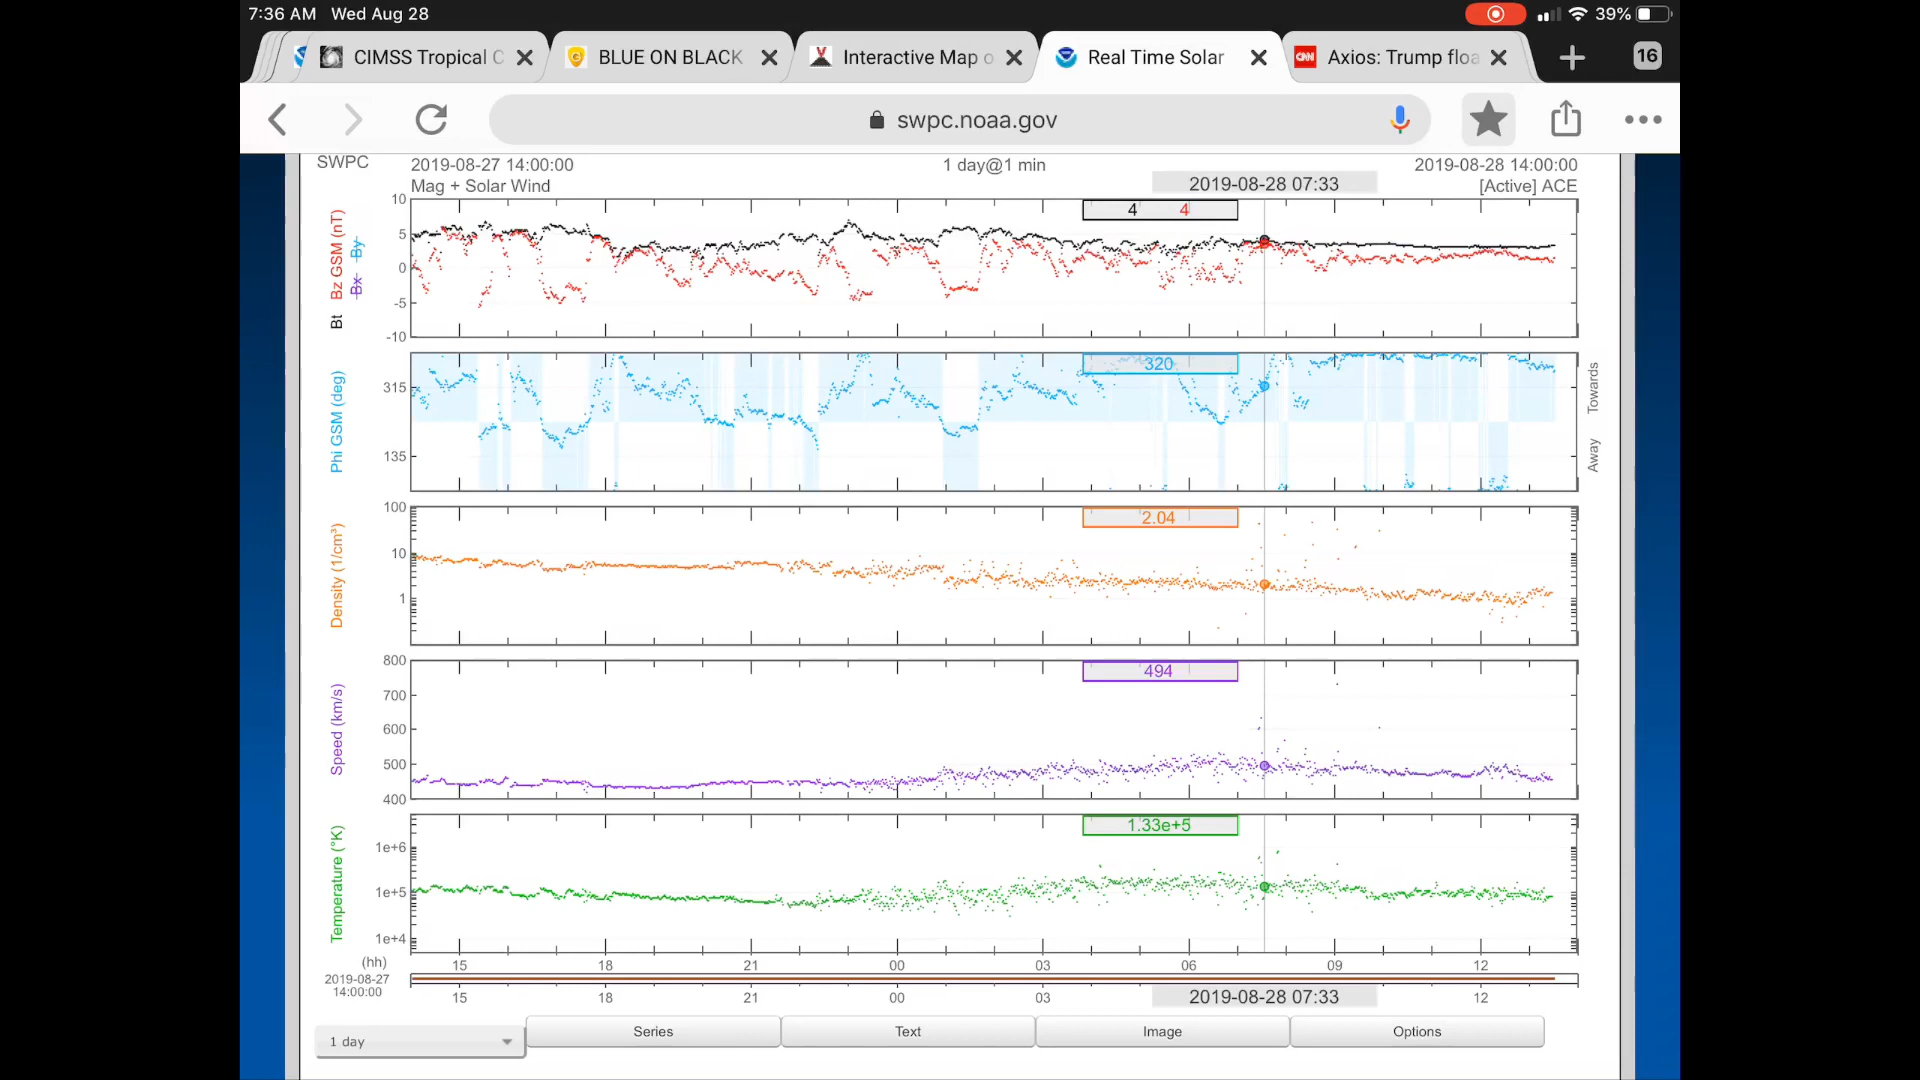 7:36 AM Wed Aug 28
39%
CIMSS Tropical C
BLUE ON BLACK
Interactive Map o
Real Time Solar
CNN Axios: Trump floa
16
swpc.noaa.gov
SWPC 2019-08-27 14:00:00 1 day@1 min 2019-08-28 14:00:00
Mag + Solar Wind 2019-08-28 07:33 [Active] ACE
Bt Bz GSM (nT)
Bx By
10
5
0
-5
-10
4 4
Phi GSM (deg)
315
135
320
Towards
Away
Density (1/cm³)
100
10
1
2.04
Speed (km/s)
800
700
600
500
400
494
Temperature (°K)
1e+6
1e+5
1e+4
1.33e+5
(hh) 15 18 21 00 03 06 09 12
2019-08-27
14:00:00
15 18 21 00 03 2019-08-28 07:33 12
1 day Series Text Image Options